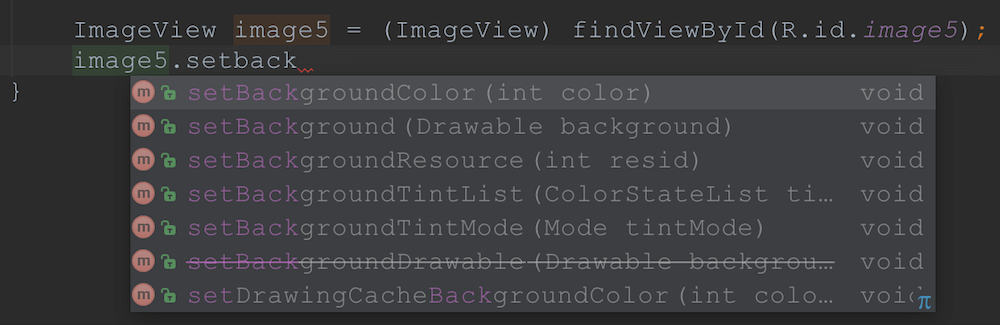 ImageView image5 = (ImageView) findViewById(R.id.image5);
image5.setback
}
m setBackgroundColor(int color) void
m setBackground(Drawable background) void
m setBackgroundResource(int resid) void
m setBackgroundTintList(ColorStateList ti… void
m setBackgroundTintMode(Mode tintMode) void
m setBackgroundDrawable(Drawable backgrou… void
m setDrawingCacheBackgroundColor(int colo… void
π